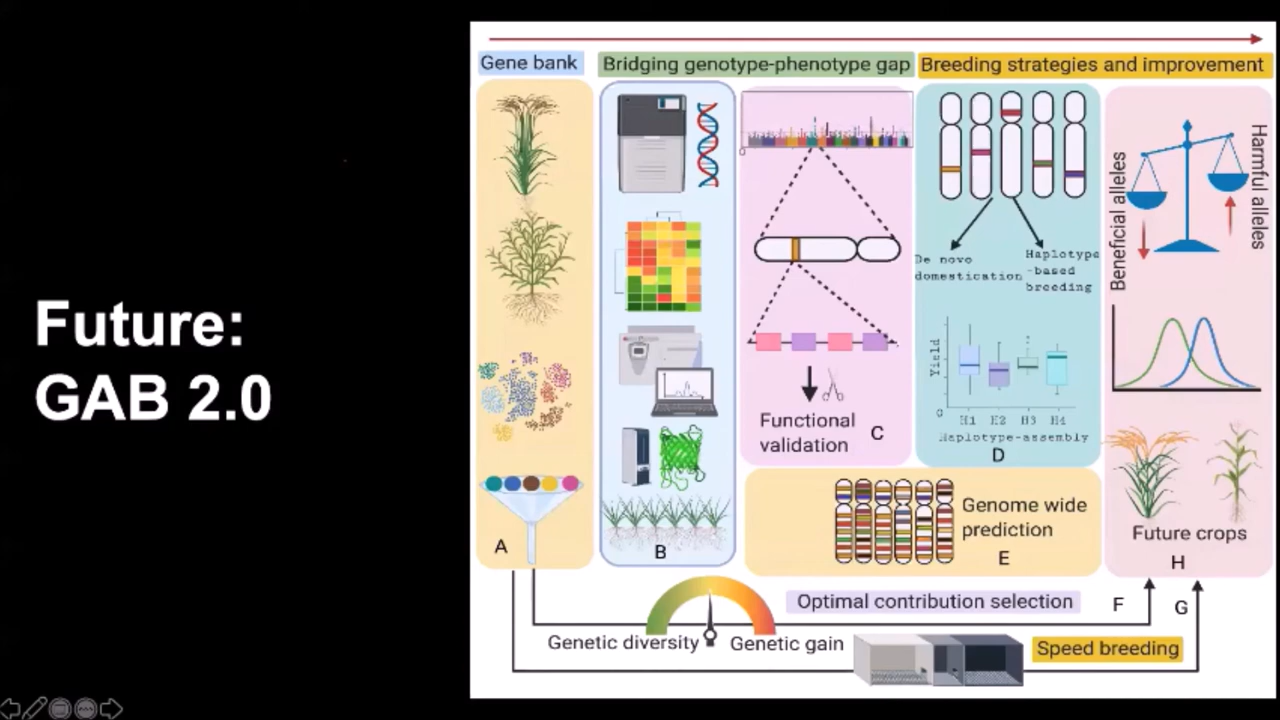 Future:
GAB 2.0
Gene bank
Bridging genotype-phenotype gap
Breeding strategies and improvement
A
B
Functional
validation
C
De novo
domestication
Haplotype
-based
breeding
Yield
0
H1 H2 H3 H4
Haplotype-assembly
D
Genome wide
prediction
E
Beneficial alleles
Harmful alleles
Future crops
H
Optimal contribution selection
F
G
Genetic diversity
Genetic gain
Speed breeding